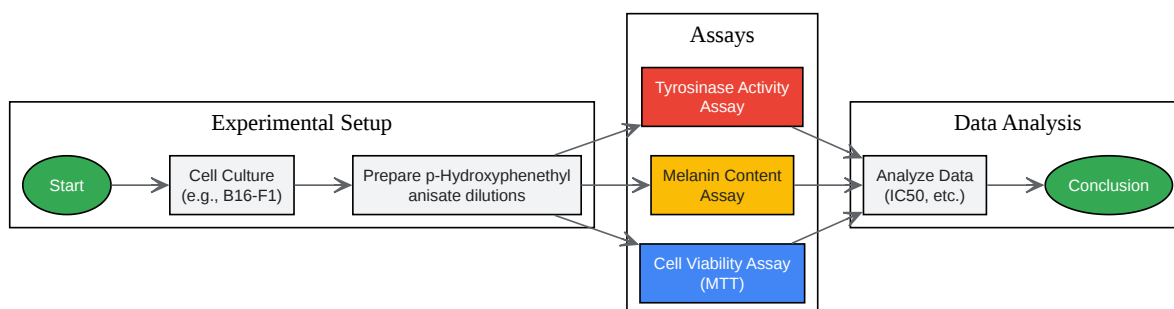 Experimental Setup
Start
Cell Culture
(e.g., B16-F1)
Prepare p-Hydroxyphenethyl
anisate dilutions
Assays
Tyrosinase Activity
Assay
Melanin Content
Assay
Cell Viability Assay
(MTT)
Data Analysis
Analyze Data
(IC50, etc.)
Conclusion